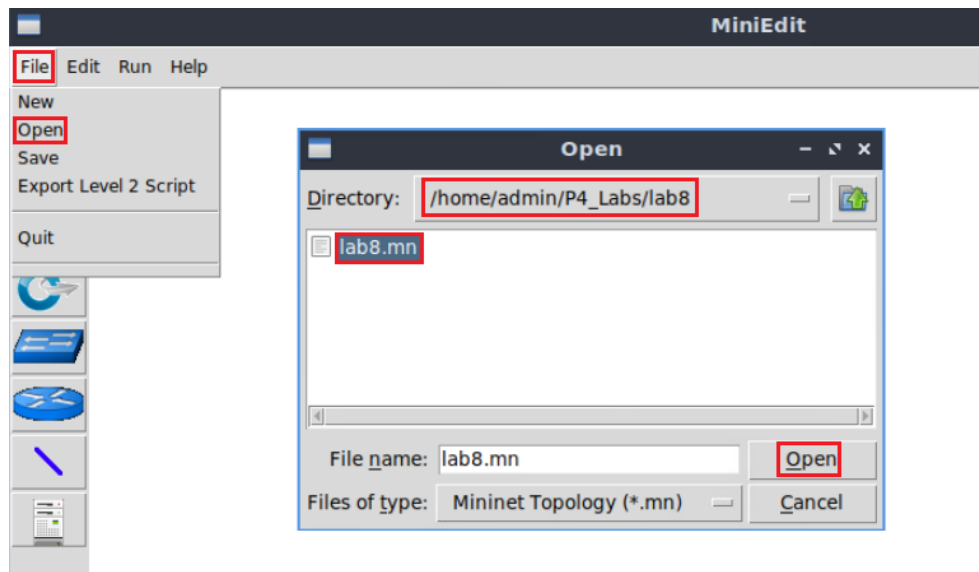 MiniEdit
File Edit Run Help
New
Open
Save
Export Level 2 Script
Quit
Open
Directory: /home/admin/P4_Labs/lab8
lab8.mn
File name: lab8.mn Open
Files of type: Mininet Topology (*.mn) Cancel